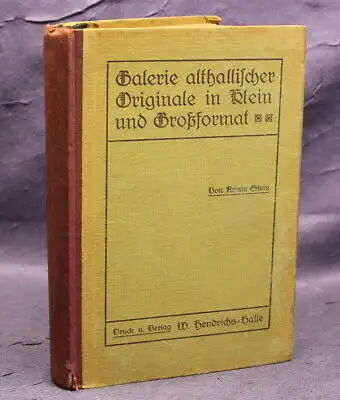 Galerie althallischer
Originale in Klein
und Großformat
Von Armin Stein
Druck u. Verlag W. Hendrichs-Halle